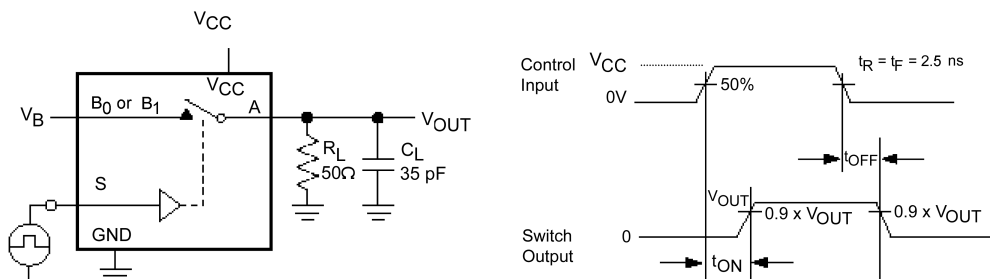 VCC
VCC
VB
B0 or B1
A
VOUT
RL
50Ω
CL
35 pF
S
GND
Control
Input
VCC
0V
50%
tR = tF = 2.5 ns
tOFF
VOUT
0.9 x VOUT
0.9 x VOUT
Switch
Output
0
tON